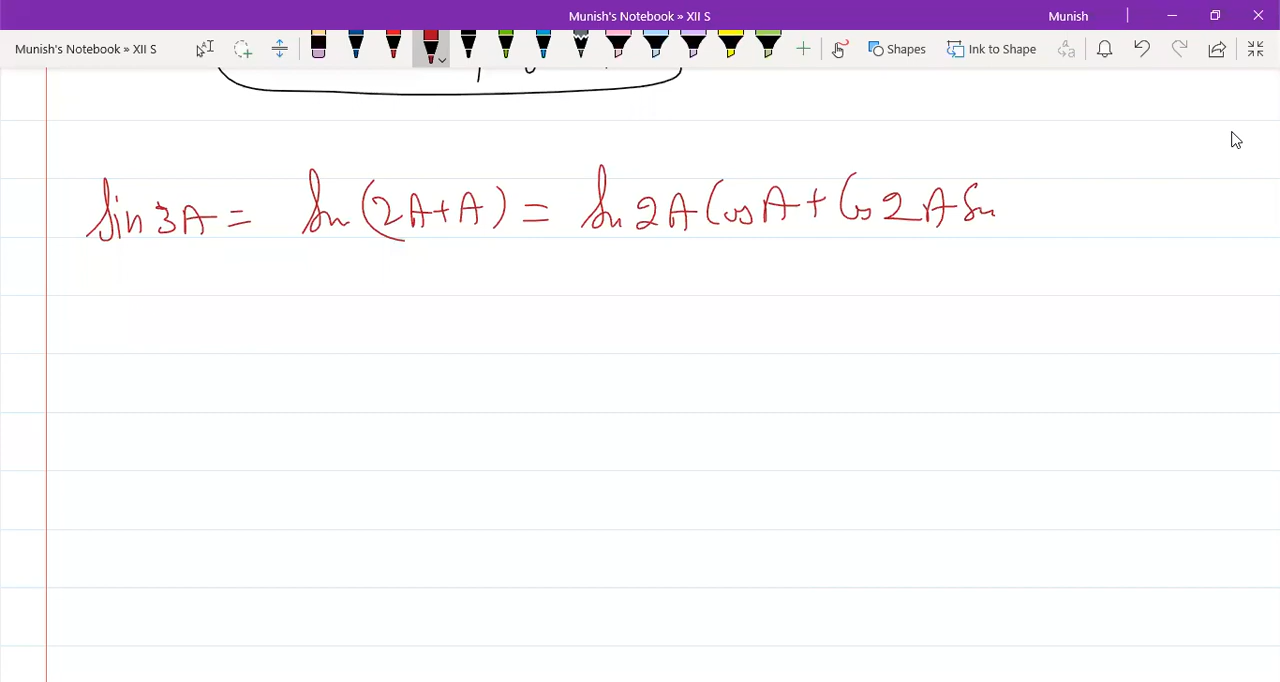 Munish's Notebook » XII S
Munish
Munish's Notebook » XII S
Shapes
Ink to Shape
Sin 3A = Sin (2A+A) = Sin 2A Cos A + Cos 2A Sin